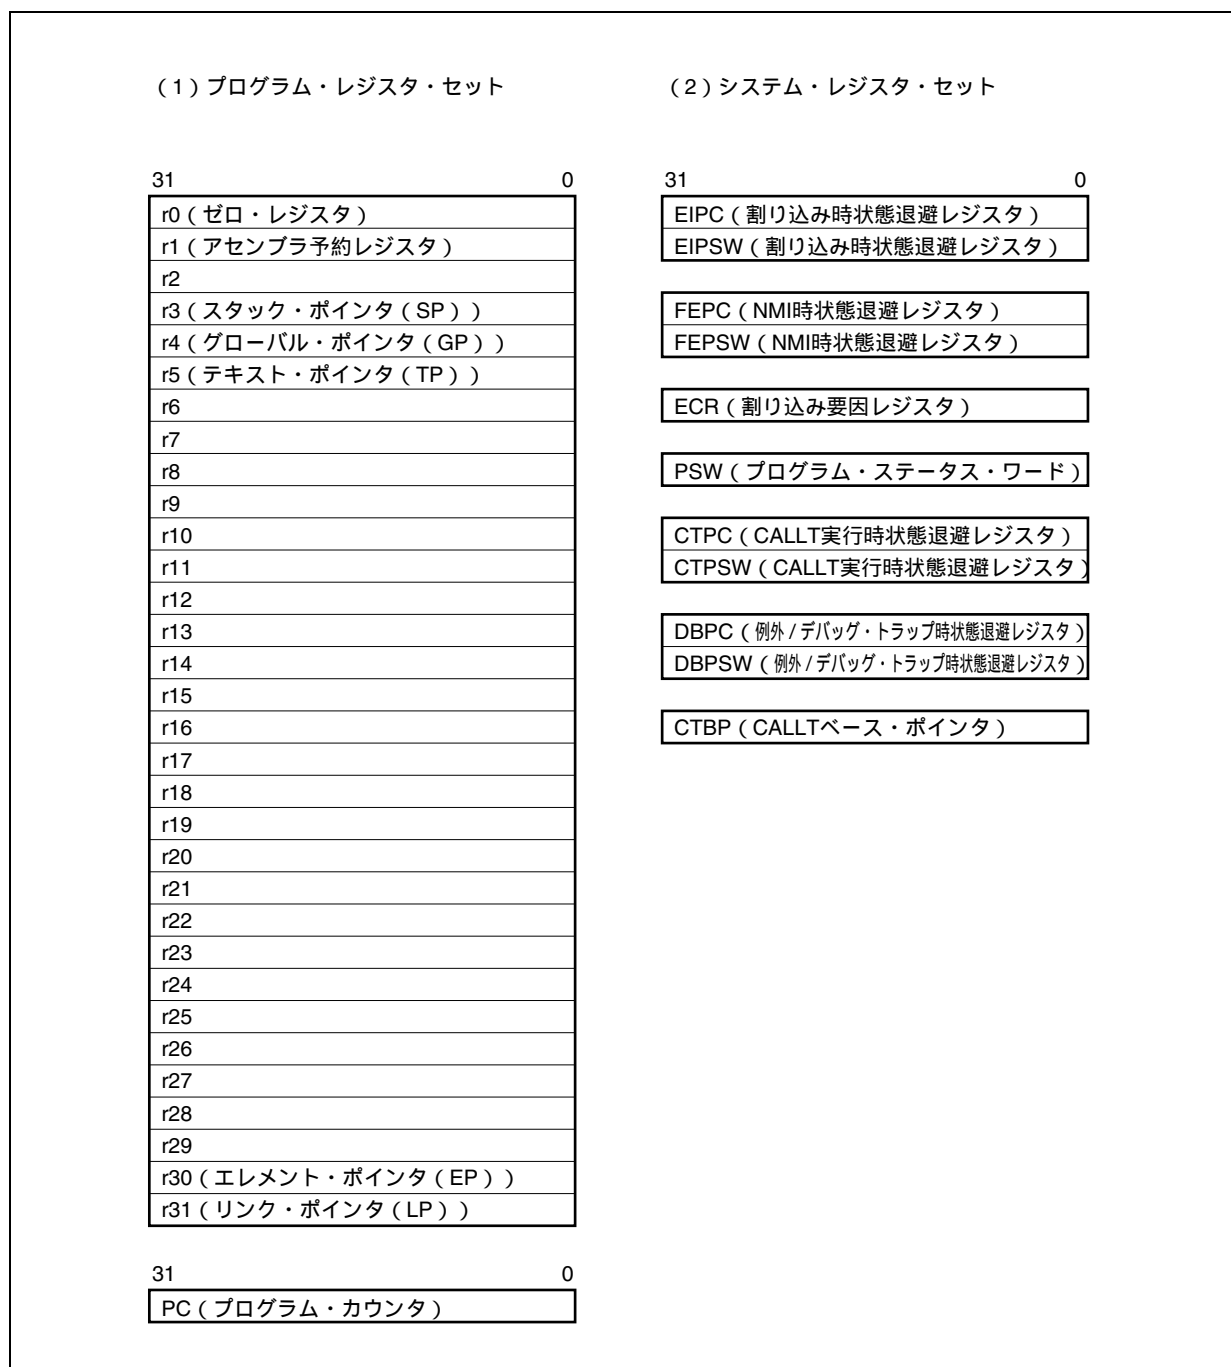 (1)プログラム・レジスタ・セット
31 0
r0(ゼロ・レジスタ)
r1(アセンブラ予約レジスタ)
r2
r3(スタック・ポインタ(SP))
r4(グローバル・ポインタ(GP))
r5(テキスト・ポインタ(TP))
r6
r7
r8
r9
r10
r11
r12
r13
r14
r15
r16
r17
r18
r19
r20
r21
r22
r23
r24
r25
r26
r27
r28
r29
r30(エレメント・ポインタ(EP))
r31(リンク・ポインタ(LP))
31 0
PC(プログラム・カウンタ)
(2)システム・レジスタ・セット
31 0
EIPC(割り込み時状態退避レジスタ)
EIPSW(割り込み時状態退避レジスタ)
FEPC(NMI時状態退避レジスタ)
FEPSW(NMI時状態退避レジスタ)
ECR(割り込み要因レジスタ)
PSW(プログラム・ステータス・ワード)
CTPC(CALLT実行時状態退避レジスタ)
CTPSW(CALLT実行時状態退避レジスタ)
DBPC(例外/デバッグ・トラップ時状態退避レジスタ)
DBPSW(例外/デバッグ・トラップ時状態退避レジスタ)
CTBP(CALLTベース・ポインタ)